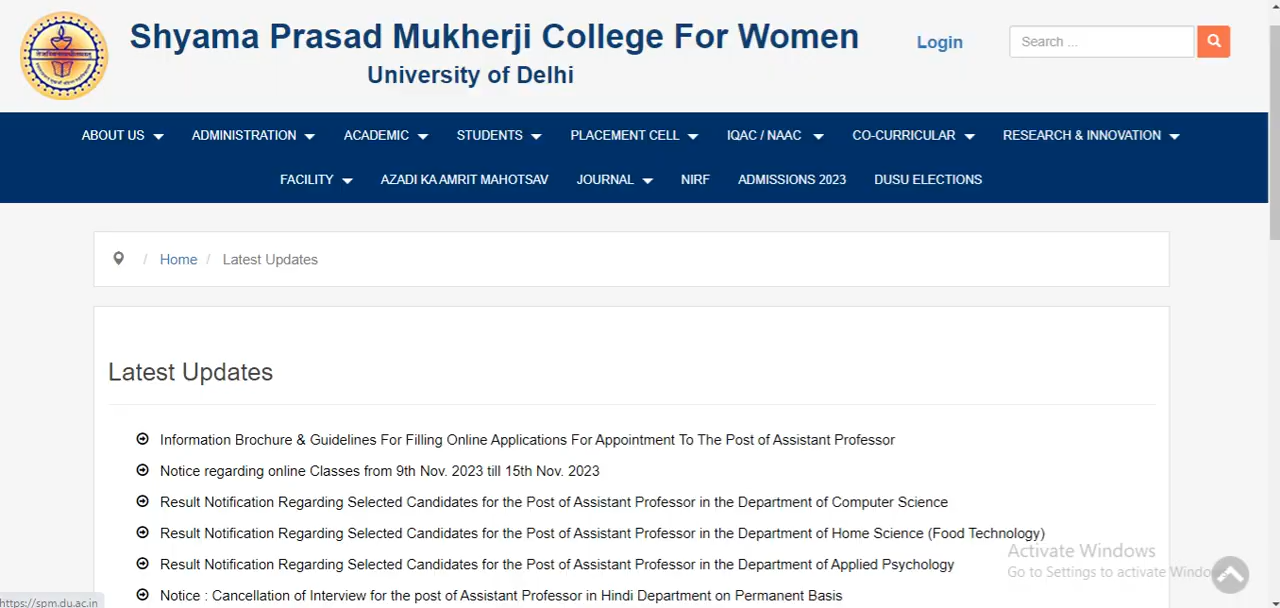 Shyama Prasad Mukherji College For Women
University of Delhi
Login
Search ...
ABOUT US ADMINISTRATION ACADEMIC STUDENTS PLACEMENT CELL IQAC / NAAC CO-CURRICULAR RESEARCH & INNOVATION
FACILITY AZADI KA AMRIT MAHOTSAV JOURNAL NIRF ADMISSIONS 2023 DUSU ELECTIONS
/ Home / Latest Updates
Latest Updates
Information Brochure & Guidelines For Filling Online Applications For Appointment To The Post of Assistant Professor
Notice regarding online Classes from 9th Nov. 2023 till 15th Nov. 2023
Result Notification Regarding Selected Candidates for the Post of Assistant Professor in the Department of Computer Science
Result Notification Regarding Selected Candidates for the Post of Assistant Professor in the Department of Home Science (Food Technology)
Result Notification Regarding Selected Candidates for the Post of Assistant Professor in the Department of Applied Psychology
Notice : Cancellation of Interview for the post of Assistant Professor in Hindi Department on Permanent Basis
Activate Windows
Go to Settings to activate
https://spm.du.ac.in